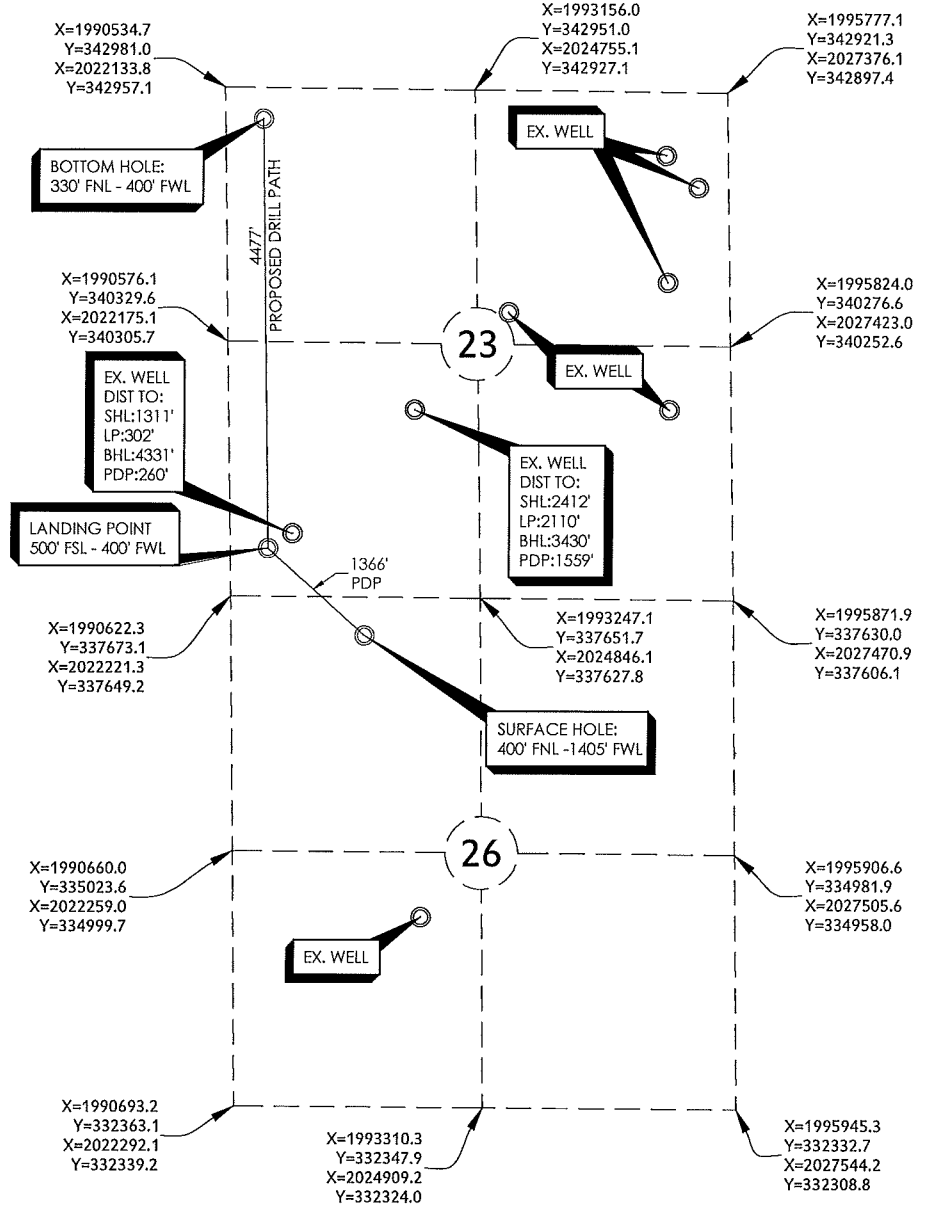 X=1990534.7
Y=342981.0
X=2022133.8
Y=342957.1
X=1993156.0
Y=342951.0
X=2024755.1
Y=342927.1
X=1995777.1
Y=342921.3
X=2027376.1
Y=342897.4
EX. WELL
BOTTOM HOLE:
330' FNL - 400' FWL
4477'
PROPOSED DRILL PATH
X=1990576.1
Y=340329.6
X=2022175.1
Y=340305.7
X=1995824.0
Y=340276.6
X=2027423.0
Y=340252.6
23
EX. WELL
EX. WELL
DIST TO:
SHL:1311'
LP:302'
BHL:4331'
PDP:260'
EX. WELL
DIST TO:
SHL:2412'
LP:2110'
BHL:3430'
PDP:1559'
LANDING POINT
500' FSL - 400' FWL
1366'
PDP
X=1990622.3
Y=337673.1
X=2022221.3
Y=337649.2
X=1993247.1
Y=337651.7
X=2024846.1
Y=337627.8
X=1995871.9
Y=337630.0
X=2027470.9
Y=337606.1
SURFACE HOLE:
400' FNL -1405' FWL
26
X=1990660.0
Y=335023.6
X=2022259.0
Y=334999.7
X=1995906.6
Y=334981.9
X=2027505.6
Y=334958.0
EX. WELL
X=1990693.2
Y=332363.1
X=2022292.1
Y=332339.2
X=1993310.3
Y=332347.9
X=2024909.2
Y=332324.0
X=1995945.3
Y=332332.7
X=2027544.2
Y=332308.8